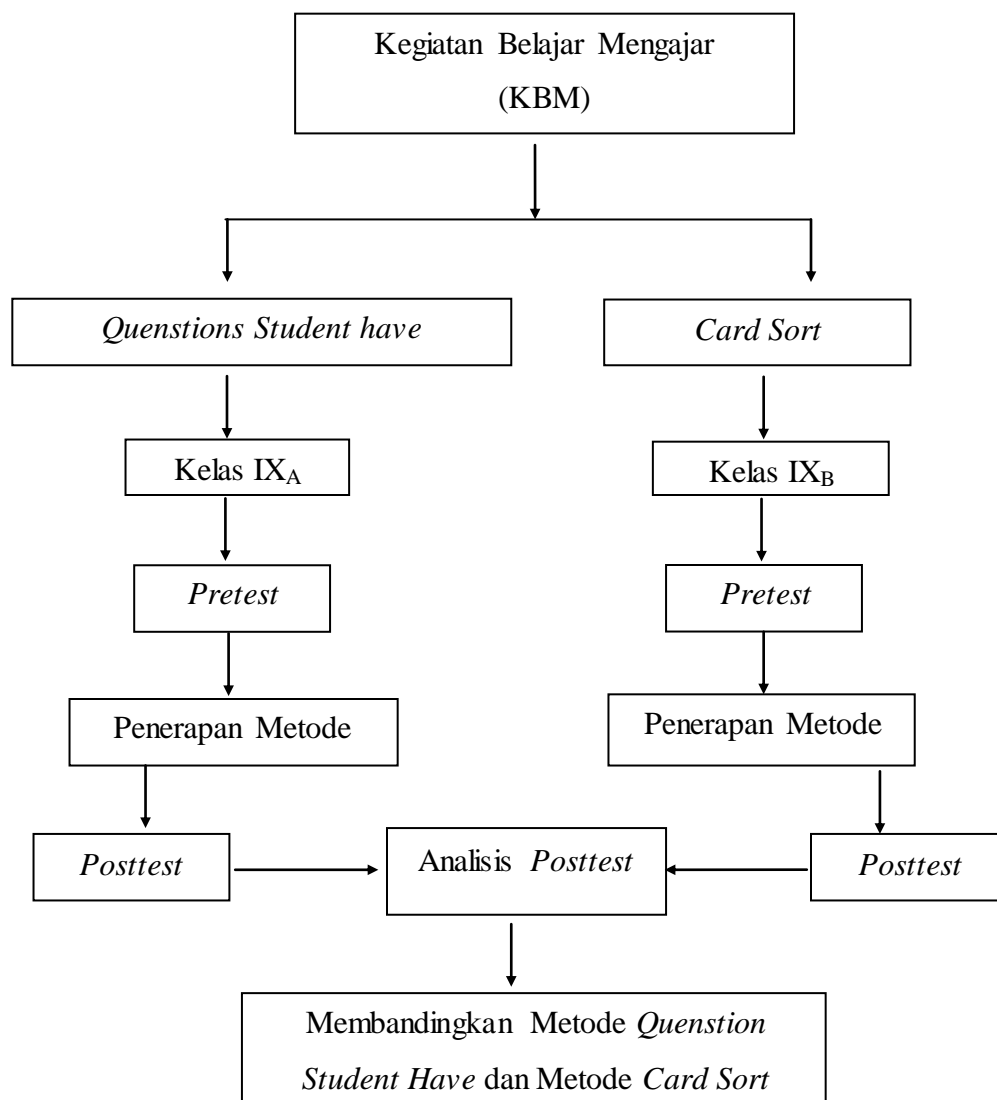 Kegiatan Belajar Mengajar
(KBM)
Quenstions Student have
Card Sort
Kelas IXA
Kelas IXB
Pretest
Pretest
Penerapan Metode
Penerapan Metode
Posttest
Analisis Posttest
Posttest
Membandingkan Metode Quenstion
Student Have dan Metode Card Sort